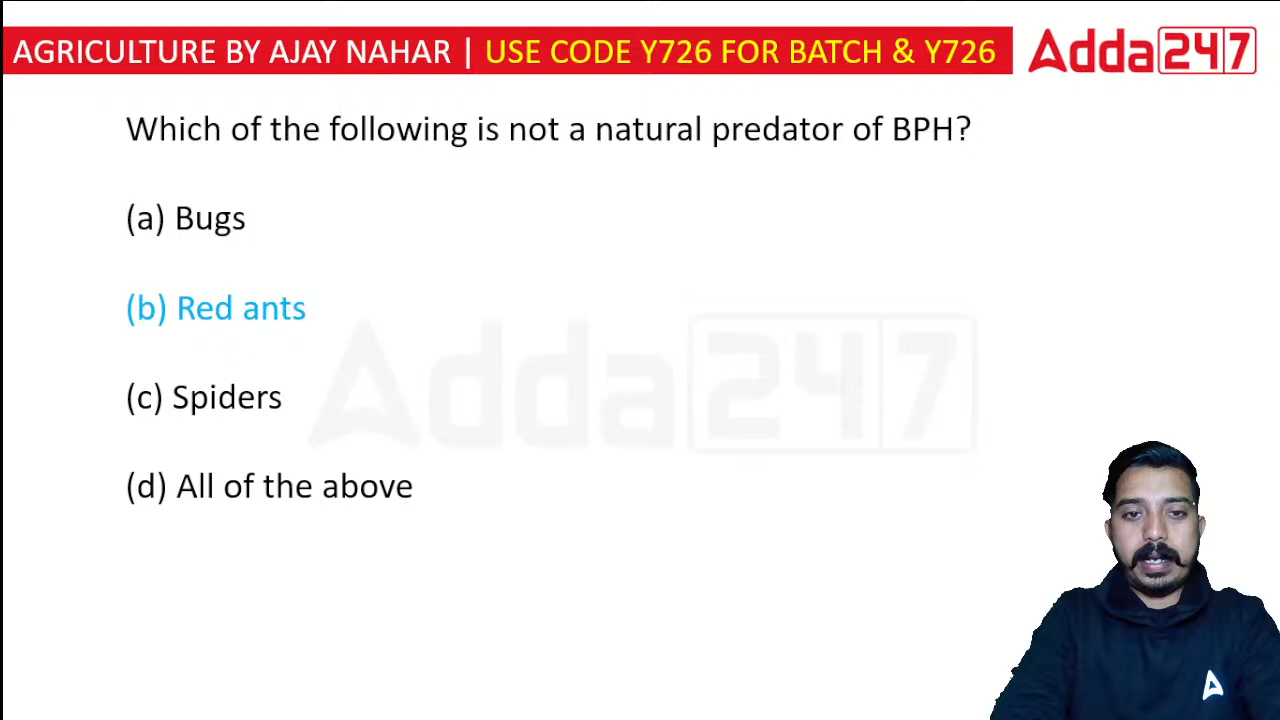 AGRICULTURE BY AJAY NAHAR | USE CODE Y726 FOR BATCH & Y726
Adda247
Which of the following is not a natural predator of BPH?
(a) Bugs
(b) Red ants
(c) Spiders
(d) All of the above
Adda247